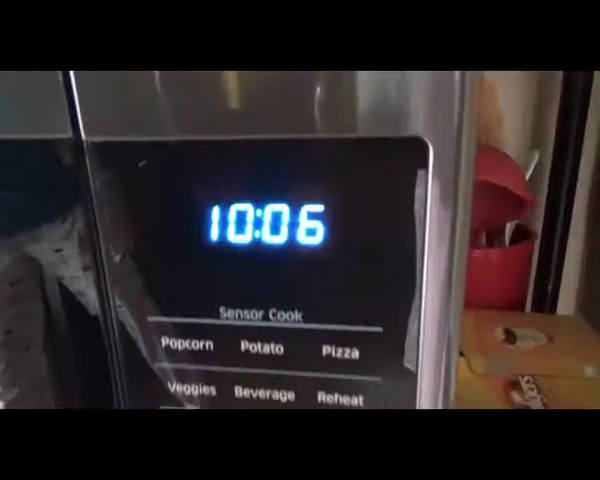 10:06
Sensor Cook
Popcorn Potato Pizza
Veggies Beverage Reheat